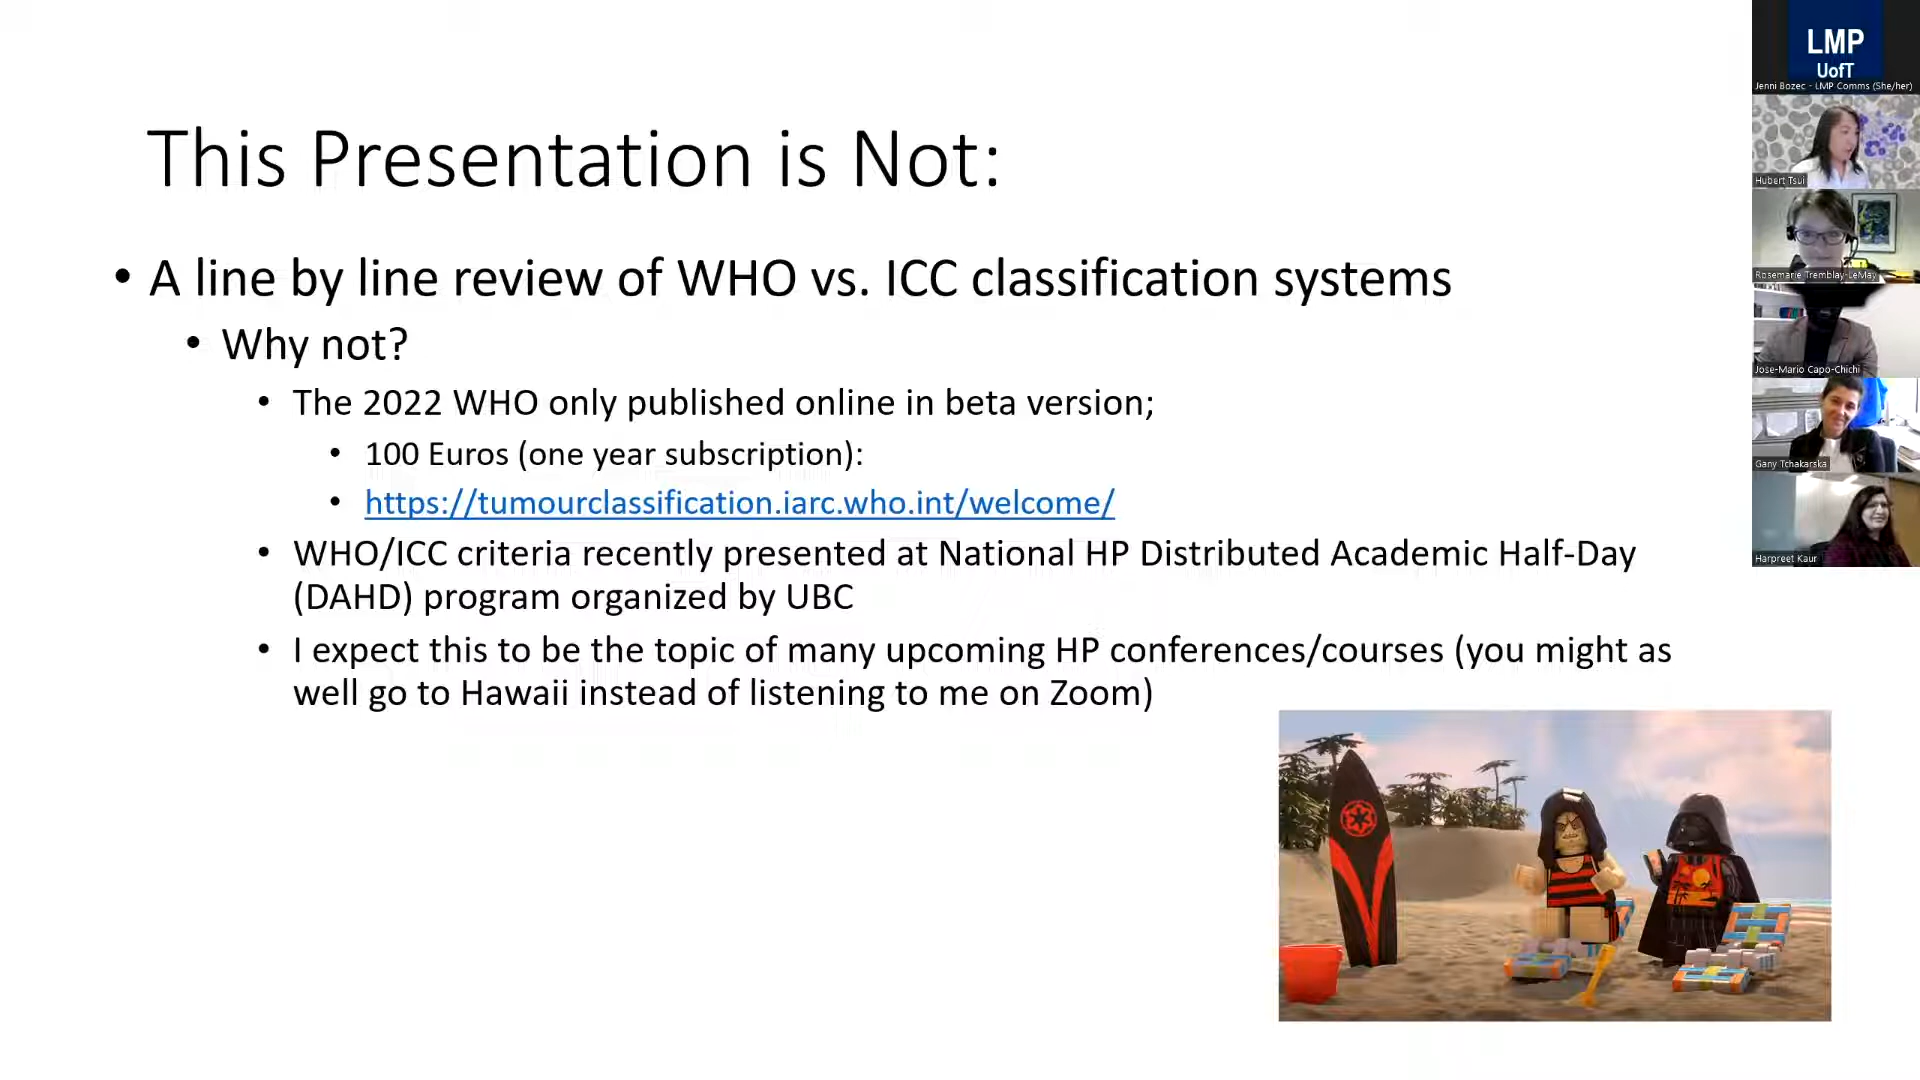 This Presentation is Not:
• A line by line review of WHO vs. ICC classification systems
• Why not?
• The 2022 WHO only published online in beta version;
• 100 Euros (one year subscription):
• https://tumourclassification.iarc.who.int/welcome/
• WHO/ICC criteria recently presented at National HP Distributed Academic Half-Day
(DAHD) program organized by UBC
• I expect this to be the topic of many upcoming HP conferences/courses (you might as
well go to Hawaii instead of listening to me on Zoom)
LMP
UofT
Jenni Bozec - LMP Comms (She/her)
Hubert Tsui
Rosemarie Tremblay-LeMay
Jose-Mario Capo-Chichi
Gany Tchakarska
Harpreet Kaur